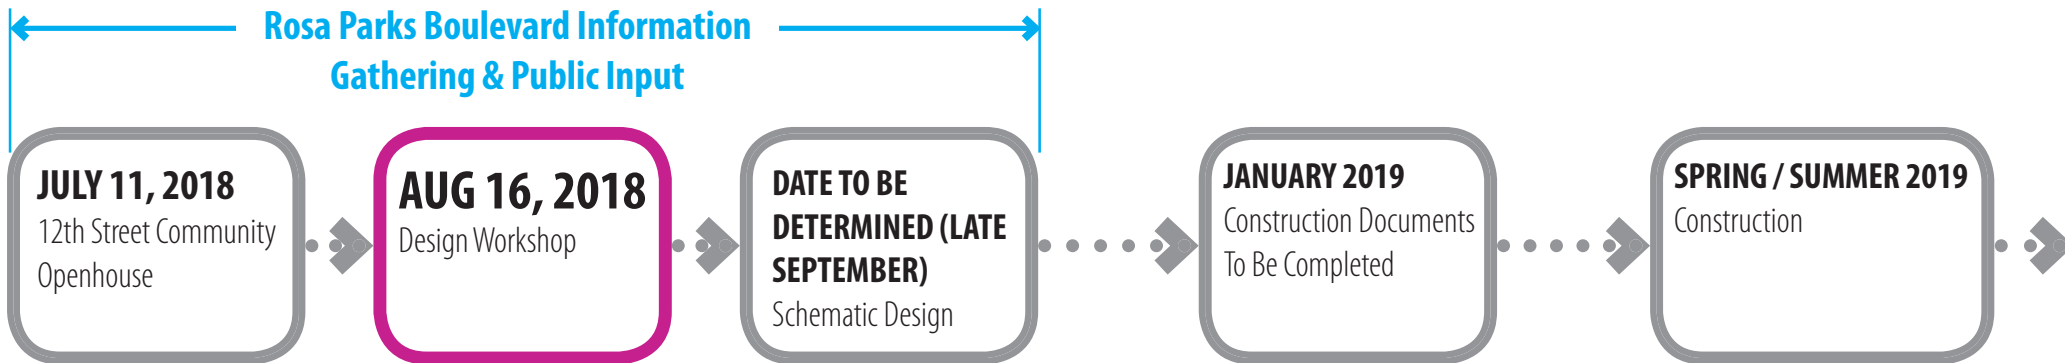 Rosa Parks Boulevard Information
Gathering & Public Input
JULY 11, 2018
12th Street Community
Openhouse
AUG 16, 2018
Design Workshop
DATE TO BE
DETERMINED (LATE
SEPTEMBER)
Schematic Design
JANUARY 2019
Construction Documents
To Be Completed
SPRING / SUMMER 2019
Construction